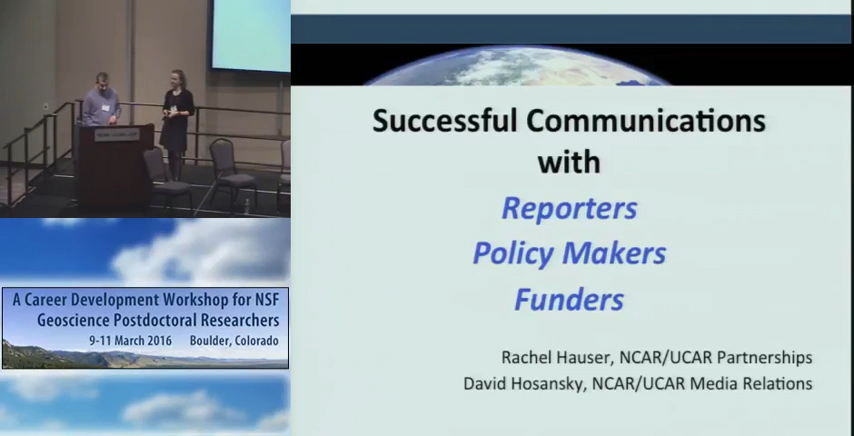 Successful Communications
with
Reporters
Policy Makers
Funders
Rachel Hauser, NCAR/UCAR Partnerships
David Hosansky, NCAR/UCAR Media Relations
A Career Development Workshop for NSF
Geoscience Postdoctoral Researchers
9-11 March 2016 Boulder, Colorado